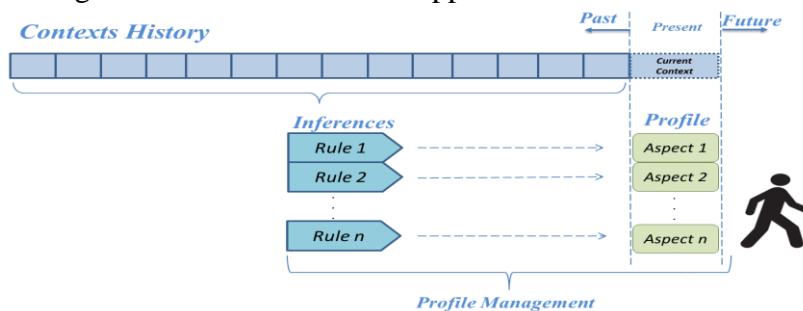 Past
Present
Future
Contexts History
Current
Context
Inferences
Profile
Rule 1
Aspect 1
Rule 2
Aspect 2
Rule n
Aspect n
Profile Management